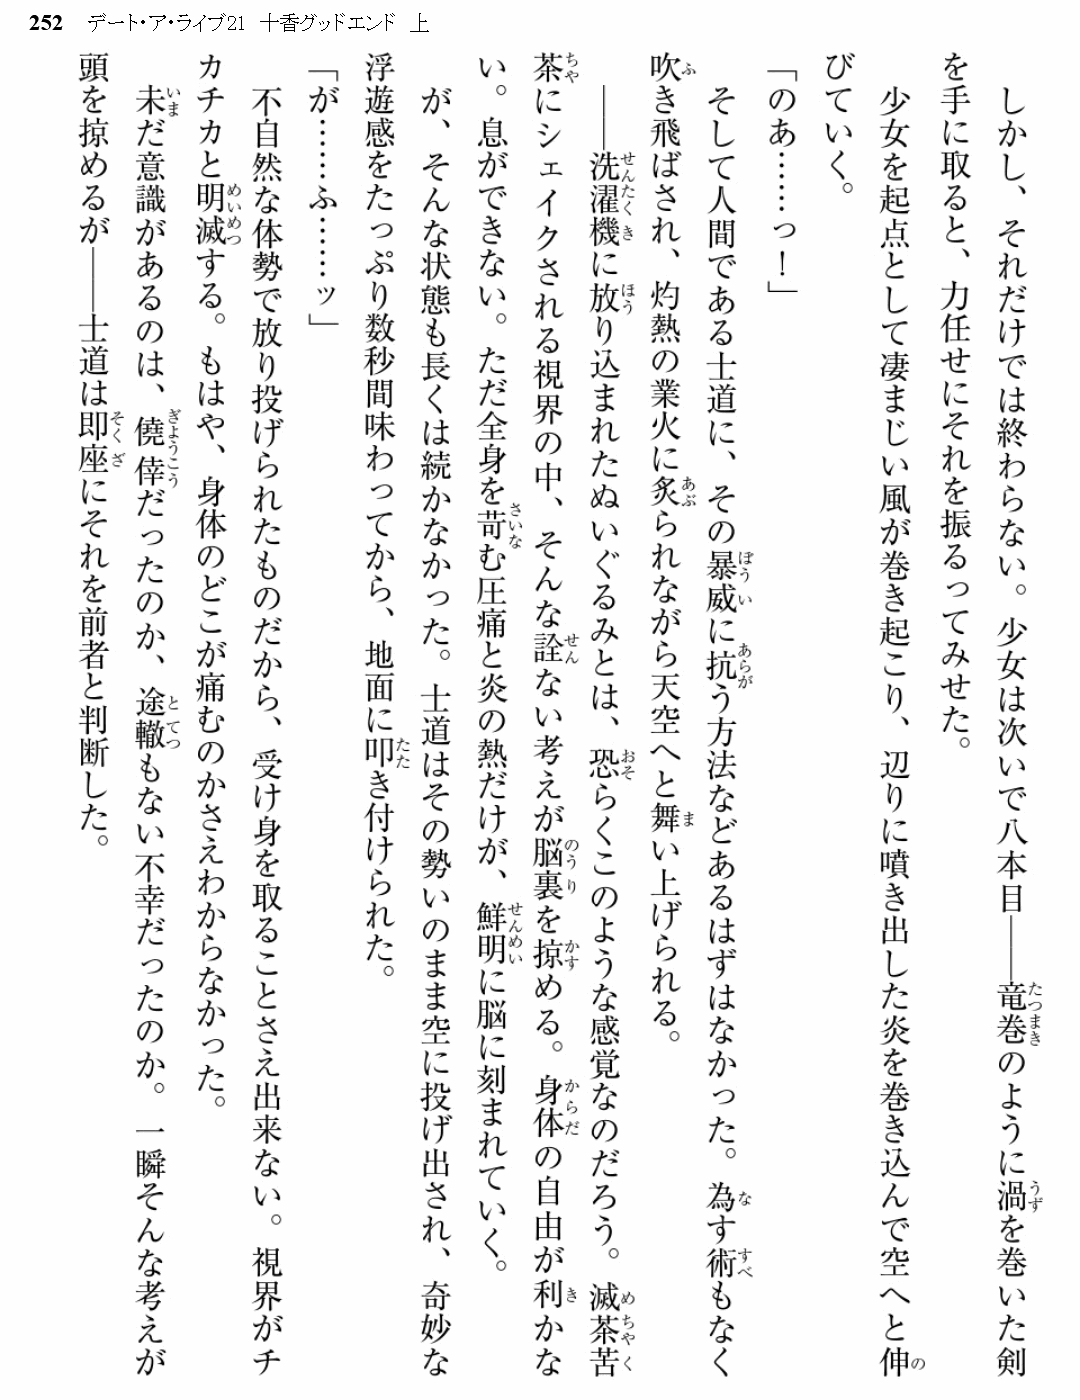 252 デート・ア・ライブ21 十香グッドエンド 上
しかし、それだけでは終わらない。少女は次いで八本目――竜巻のように渦を巻いた剣
を手に取ると、力任せにそれを振るってみせた。
少女を起点として凄まじい風が巻き起こり、辺りに噴き出した炎を巻き込んで空へと伸
びていく。
「のあ……っ！」
そして人間である士道に、その暴威に抗う方法などあるはずはなかった。為す術もなく
吹き飛ばされ、灼熱の業火に炙られながら天空へと舞い上げられる。
――洗濯機に放り込まれたぬいぐるみとは、恐らくこのような感覚なのだろう。滅茶苦
茶にシェイクされる視界の中、そんな詮ない考えが脳裏を掠める。身体の自由が利かな
い。息ができない。ただ全身を苛む圧痛と炎の熱だけが、鮮明に脳に刻まれていく。
が、そんな状態も長くは続かなかった。士道はその勢いのまま空に投げ出され、奇妙な
浮遊感をたっぷり数秒間味わってから、地面に叩き付けられた。
「が……ふ……ッ」
不自然な体勢で放り投げられたものだから、受け身を取ることさえ出来ない。視界がチ
カチカと明滅する。もはや、身体のどこが痛むのかさえわからなかった。
未だ意識があるのは、僥倖だったのか、途轍もない不幸だったのか。一瞬そんな考えが
頭を掠めるが――士道は即座にそれを前者と判断した。